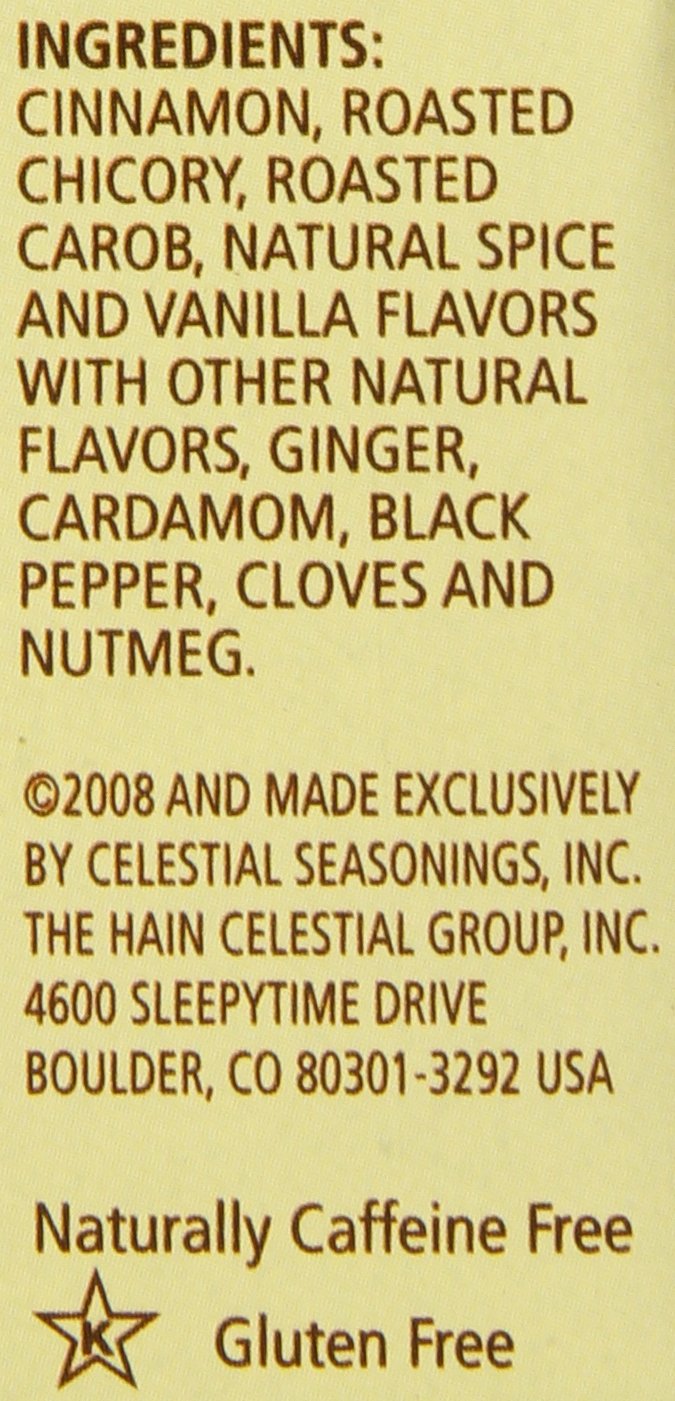 INGREDIENTS:
CINNAMON, ROASTED
CHICORY, ROASTED
CAROB, NATURAL SPICE
AND VANILLA FLAVORS
WITH OTHER NATURAL
FLAVORS, GINGER,
CARDAMOM, BLACK
PEPPER, CLOVES AND
NUTMEG.
©2008 AND MADE EXCLUSIVELY
BY CELESTIAL SEASONINGS, INC.
THE HAIN CELESTIAL GROUP, INC.
4600 SLEEPYTIME DRIVE
BOULDER, CO 80301-3292 USA
Naturally Caffeine Free
K Gluten Free